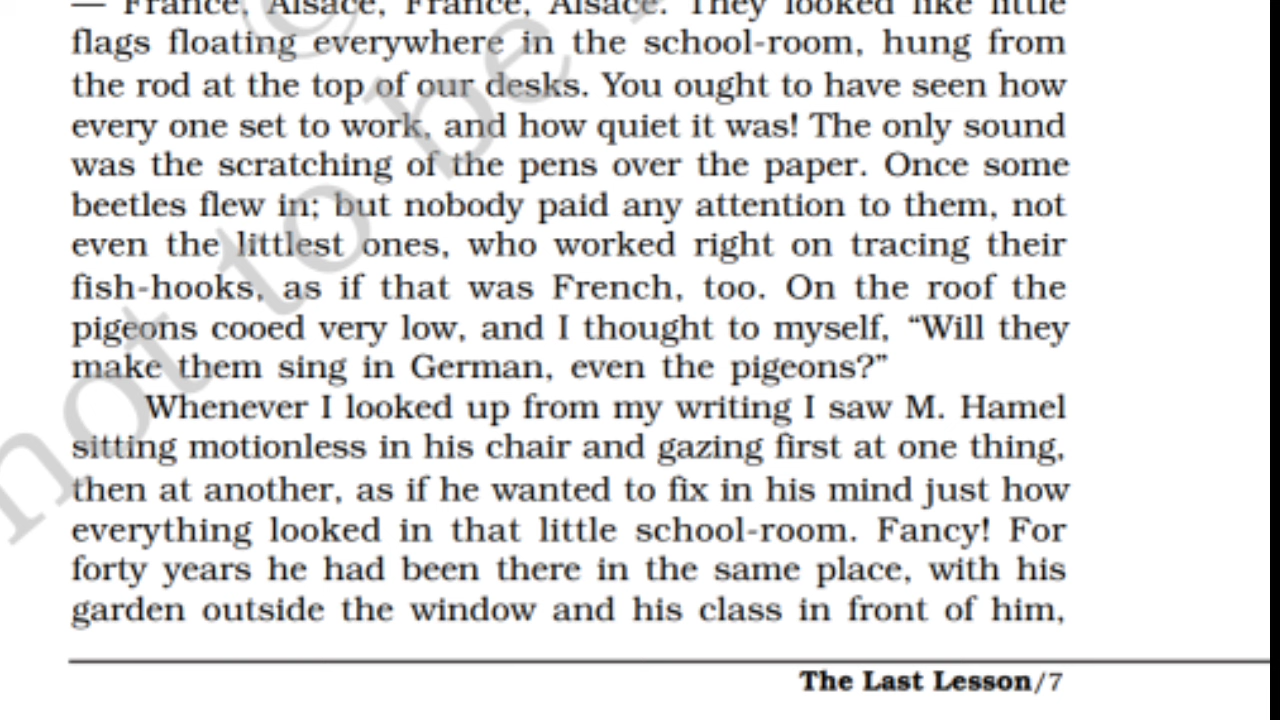 — France, Alsace, France, Alsace. They looked like little
flags floating everywhere in the school-room, hung from
the rod at the top of our desks. You ought to have seen how
every one set to work, and how quiet it was! The only sound
was the scratching of the pens over the paper. Once some
beetles flew in; but nobody paid any attention to them, not
even the littlest ones, who worked right on tracing their
fish-hooks, as if that was French, too. On the roof the
pigeons cooed very low, and I thought to myself, “Will they
make them sing in German, even the pigeons?”
Whenever I looked up from my writing I saw M. Hamel
sitting motionless in his chair and gazing first at one thing,
then at another, as if he wanted to fix in his mind just how
everything looked in that little school-room. Fancy! For
forty years he had been there in the same place, with his
garden outside the window and his class in front of him,
The Last Lesson/7
©
not to be